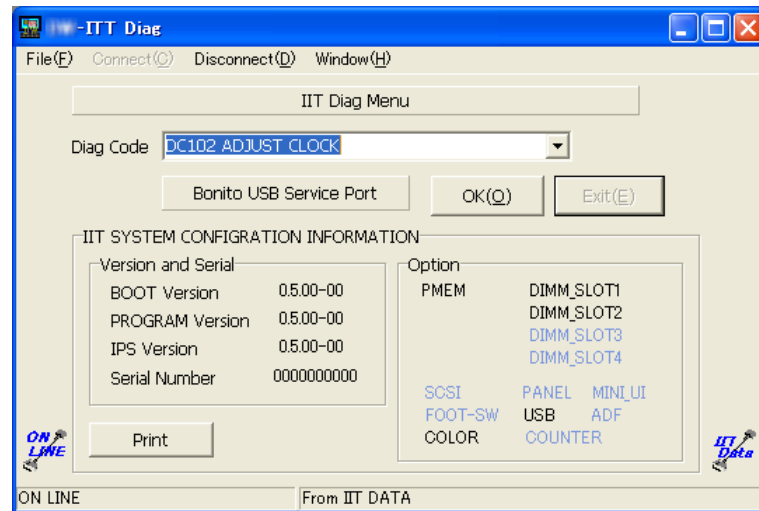 -ITT Diag
File(F) Connect(C) Disconnect(D) Window(H)
IIT Diag Menu
Diag Code DC102 ADJUST CLOCK
Bonito USB Service Port OK(O) Exit(E)
IIT SYSTEM CONFIGRATION INFORMATION
Version and Serial
BOOT Version 0.5.00-00
PROGRAM Version 0.5.00-00
IPS Version 0.5.00-00
Serial Number 0000000000
Print
Option
PMEM DIMM_SLOT1
DIMM_SLOT2
DIMM_SLOT3
DIMM_SLOT4
SCSI PANEL MINI_UI
FOOT-SW USB ADF
COLOR COUNTER
ON LINE
IIT Data
ON LINE From IIT DATA